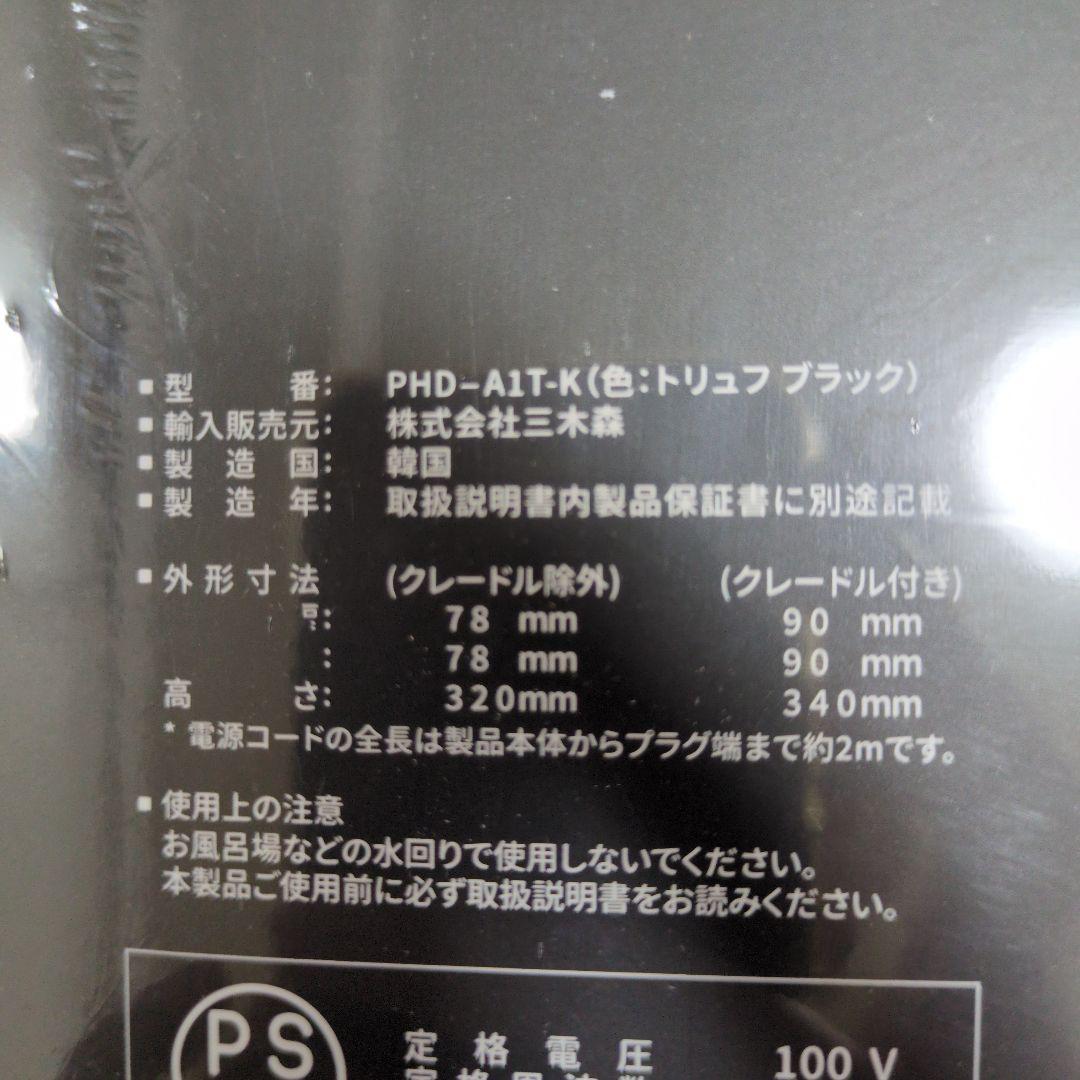 ■ 型番: PHD-A1T-K(色:トリュフ ブラック)
■ 輸入販売元: 株式会社三木森
■ 製造国: 韓国
■ 製造年: 取扱説明書内製品保証書に別途記載
■ 外形寸法 (クレードル除外) (クレードル付き)
: 78 mm 90 mm
: 78 mm 90 mm
高さ: 320mm 340mm
* 電源コードの全長は製品本体からプラグ端まで約2mです。
■ 使用上の注意
お風呂場などの水回りで使用しないでください。
本製品ご使用前に必ず取扱説明書をお読みください。
PS
定格電圧 100 V